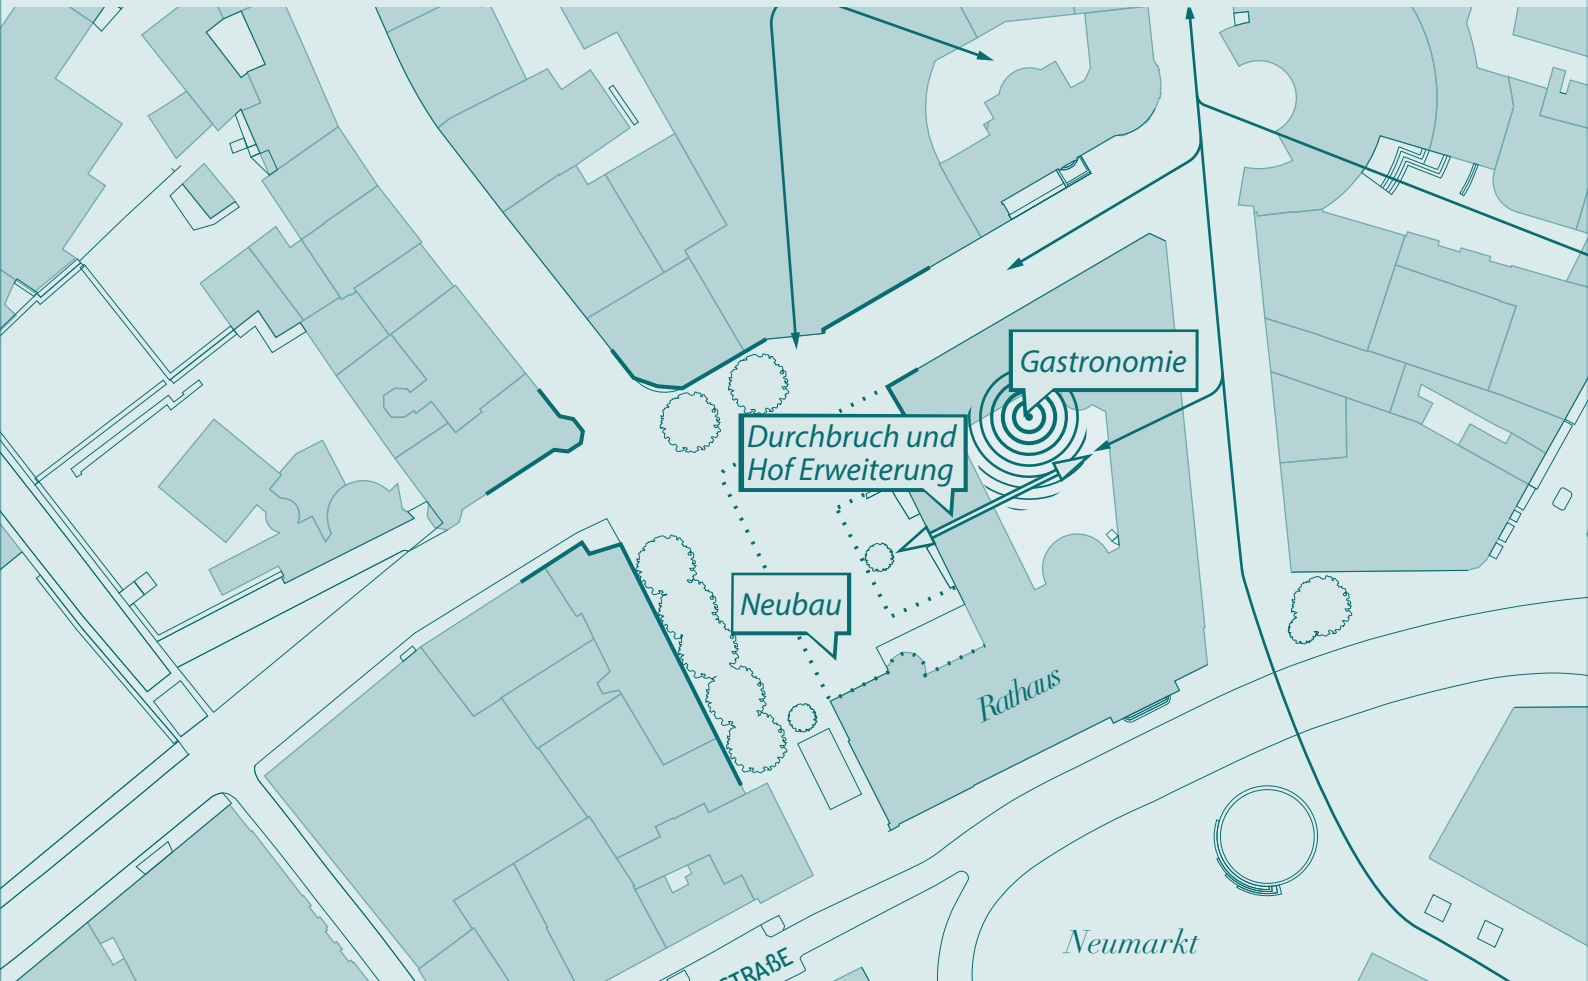 Gastronomie
Durchbruch und
Hof Erweiterung
Neubau
Rathaus
Neumarkt
STRAßE